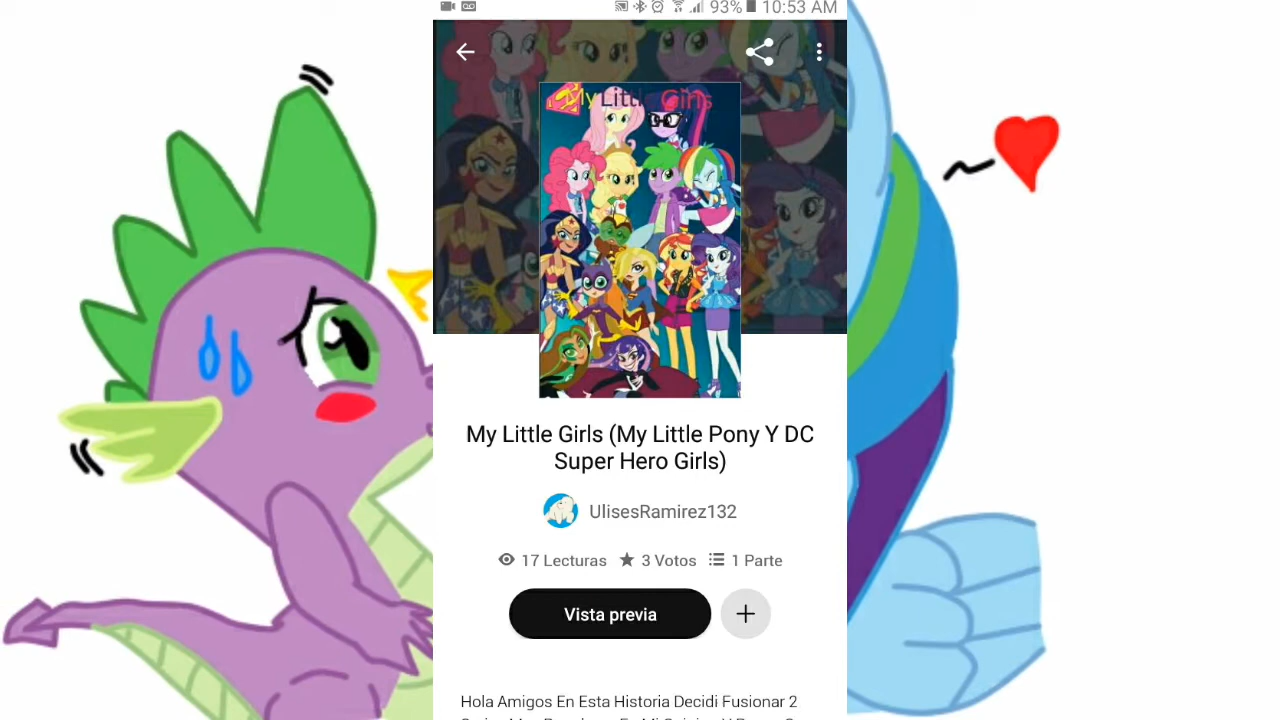 93% 10:53 AM
My Little Girls
My Little Girls (My Little Pony Y DC
Super Hero Girls)
UlisesRamirez132
17 Lecturas 3 Votos 1 Parte
Vista previa
Hola Amigos En Esta Historia Decidi Fusionar 2